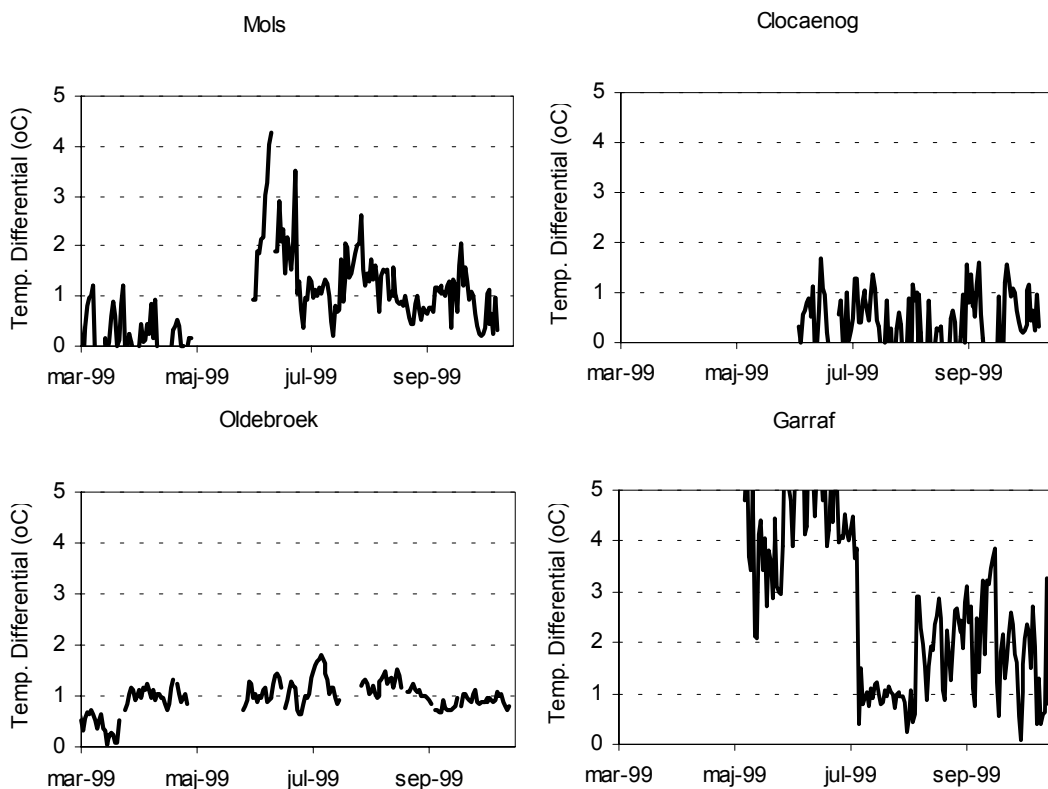 Mols
Temp. Differential (oC)
5
4
3
2
1
0
mar-99 maj-99 jul-99 sep-99
Clocaenog
Temp. Differential (oC)
5
4
3
2
1
0
mar-99 maj-99 jul-99 sep-99
Oldebroek
Temp. Differential (oC)
5
4
3
2
1
0
mar-99 maj-99 jul-99 sep-99
Garraf
Temp. Differential (oC)
5
4
3
2
1
0
mar-99 maj-99 jul-99 sep-99